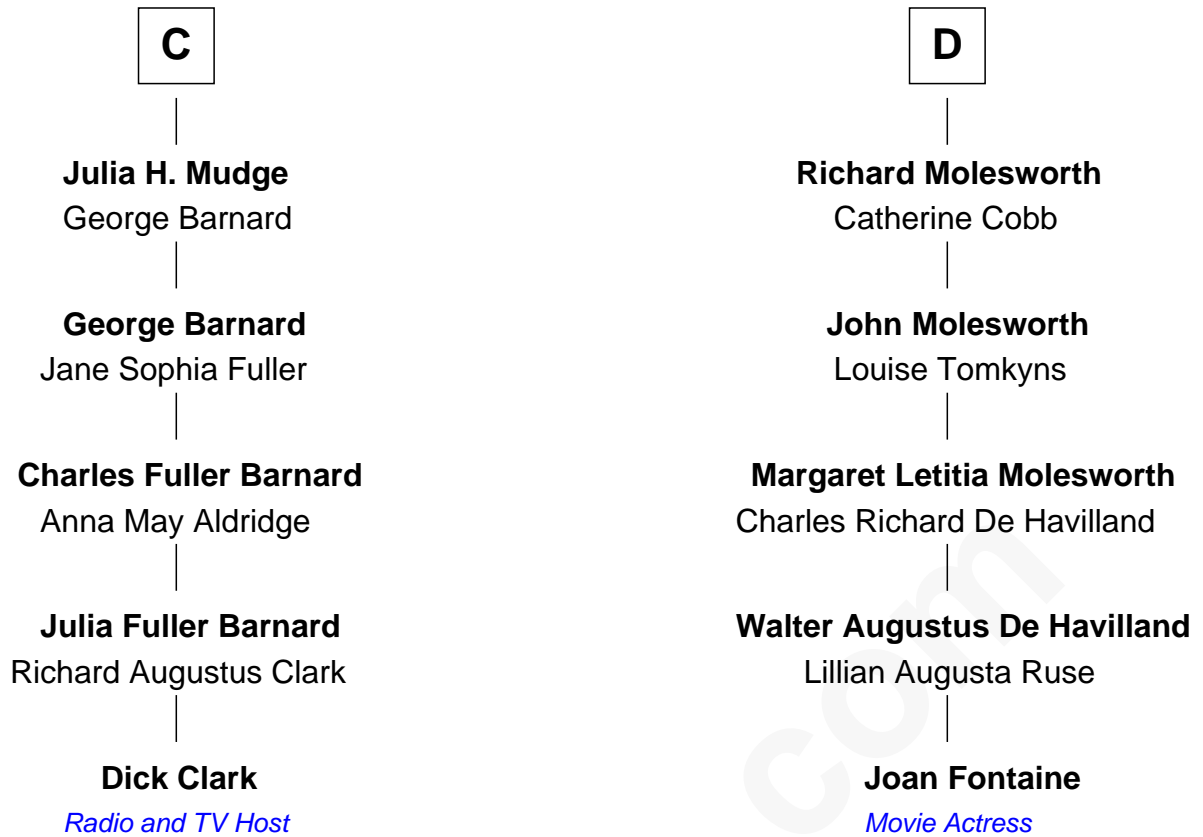 C
Julia H. Mudge
George Barnard
George Barnard
Jane Sophia Fuller
Charles Fuller Barnard
Anna May Aldridge
Julia Fuller Barnard
Richard Augustus Clark
Dick Clark
Radio and TV Host
D
Richard Molesworth
Catherine Cobb
John Molesworth
Louise Tomkyns
Margaret Letitia Molesworth
Charles Richard De Havilland
Walter Augustus De Havilland
Lillian Augusta Ruse
Joan Fontaine
Movie Actress
com